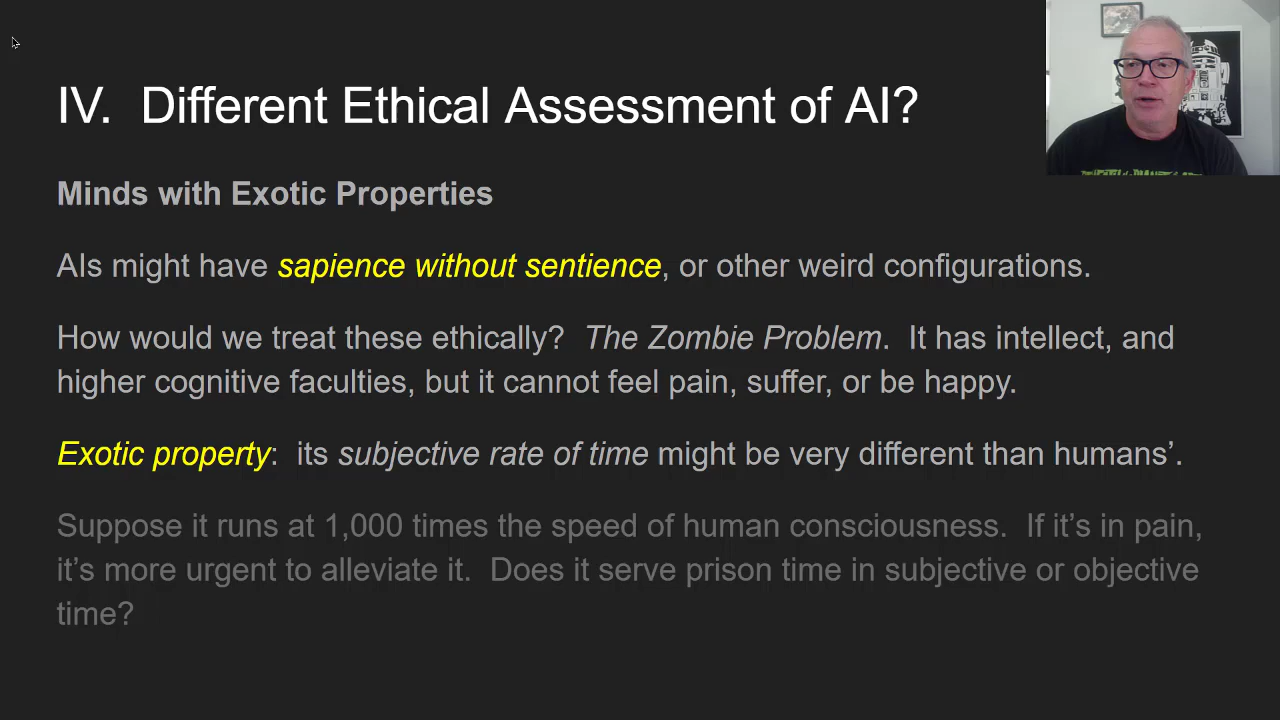 IV.  Different Ethical Assessment of AI?
Minds with Exotic Properties
AIs might have sapience without sentience, or other weird configurations.
How would we treat these ethically?  The Zombie Problem.  It has intellect, and
higher cognitive faculties, but it cannot feel pain, suffer, or be happy.
Exotic property:  its subjective rate of time might be very different than humans’.
Suppose it runs at 1,000 times the speed of human consciousness.  If it’s in pain,
it’s more urgent to alleviate it.  Does it serve prison time in subjective or objective
time?